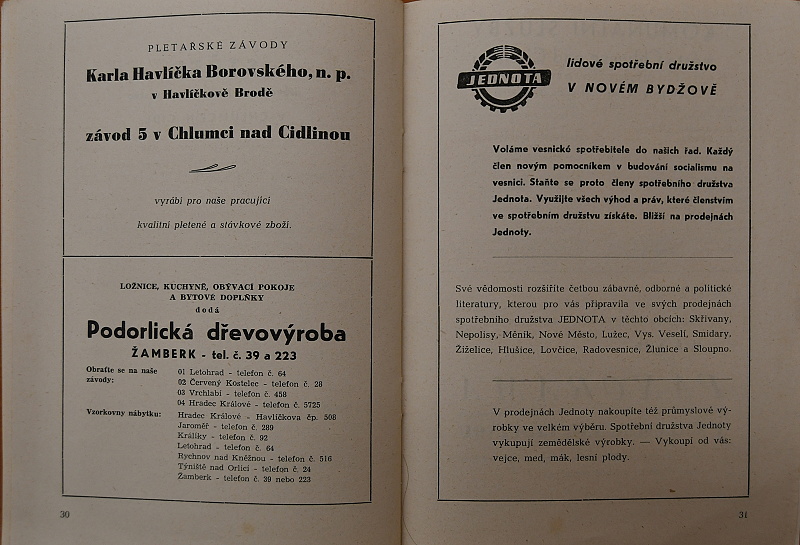 PLETAŘSKÉ ZÁVODY
Karla Havlíčka Borovského, n. p.
v Havlíčkově Brodě
závod 5 v Chlumci nad Cidlinou
vyrábí pro naše pracující
kvalitní pletené a stávkové zboží.
LOŽNICE, KUCHYNĚ, OBÝVACÍ POKOJE
A BYTOVÉ DOPLŇKY
dodá
Podorlická dřevovýroba
ŽAMBERK - tel. č. 39 a 223
Obraťte se na naše
závody:
01 Letohrad - telefon č. 64
02 Červený Kostelec - telefon č. 28
03 Vrchlabí - telefon č. 458
04 Hradec Králové - telefon č. 5725
Vzorkovny nábytku:
Hradec Králové - Havlíčkova čp. 508
Jaroměř - telefon č. 289
Králíky - telefon č. 92
Letohrad - telefon č. 64
Rychnov nad Kněžnou - telefon č. 516
Týniště nad Orlicí - telefon č. 24
Žamberk - telefon č. 39 nebo 223
30
JEDNOTA
lidové spotřební družstvo
V NOVÉM BYDŽOVĚ
Voláme vesnické spotřebitele do našich řad. Každý
člen novým pomocníkem v budování socialismu na
vesnici. Staňte se proto členy spotřebního družstva
Jednota. Využijte všech výhod a práv, které členstvím
ve spotřebním družstvu získáte. Bližší na prodejnách
Jednoty.
Své vědomosti rozšíříte četbou zábavné, odborné a politické
literatury, kterou pro vás připravila ve svých prodejnách
spotřebního družstva JEDNOTA v těchto obcích: Skřivany,
Nepolisy, Měník, Nové Město, Lužec, Vys. Veselí, Smidary,
Žíželice, Hlušice, Lovčice, Radovesnice, Žlunice a Sloupno.
V prodejnách Jednoty nakoupíte též průmyslové vý-
robky ve velkém výběru. Spotřební družstva Jednoty
vykupují zemědělské výrobky. — Vykoupí od vás:
vejce, med, mák, lesní plody.
31